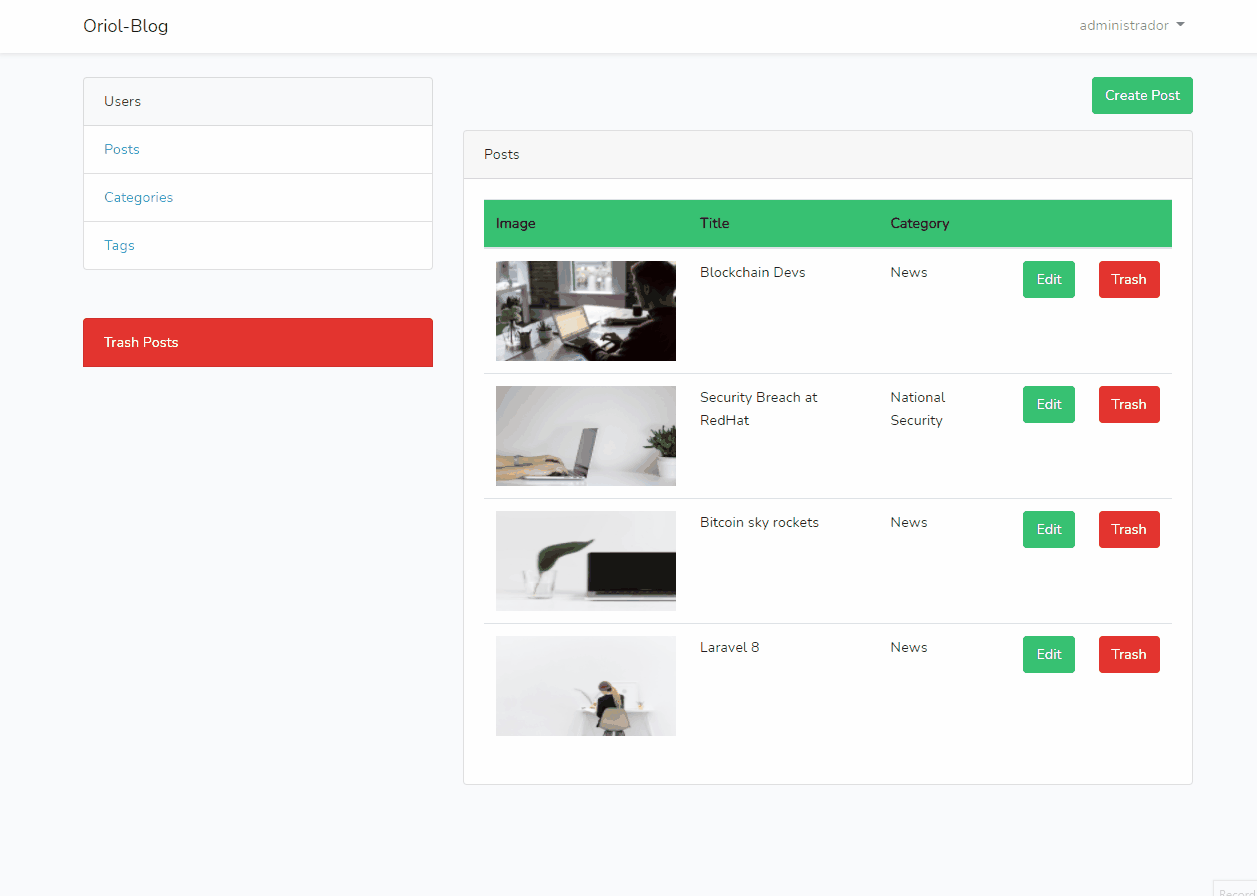 Oriol-Blog
administrador
Users
Posts
Categories
Tags
Trash Posts
Create Post
Posts
Image Title Category
Blockchain Devs News Edit Trash
Security Breach at National Edit Trash
RedHat Security
Bitcoin sky rockets News Edit Trash
Laravel 8 News Edit Trash
Record